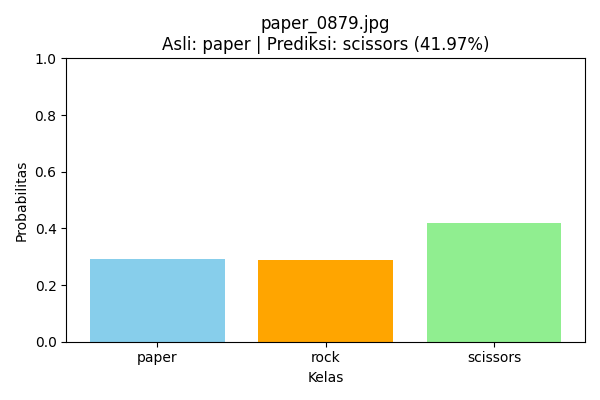 paper_0879.jpg
Asli: paper | Prediksi: scissors (41.97%)
1.0
0.8
0.6
0.4
0.2
0.0
Probabilitas
paper
rock
scissors
Kelas